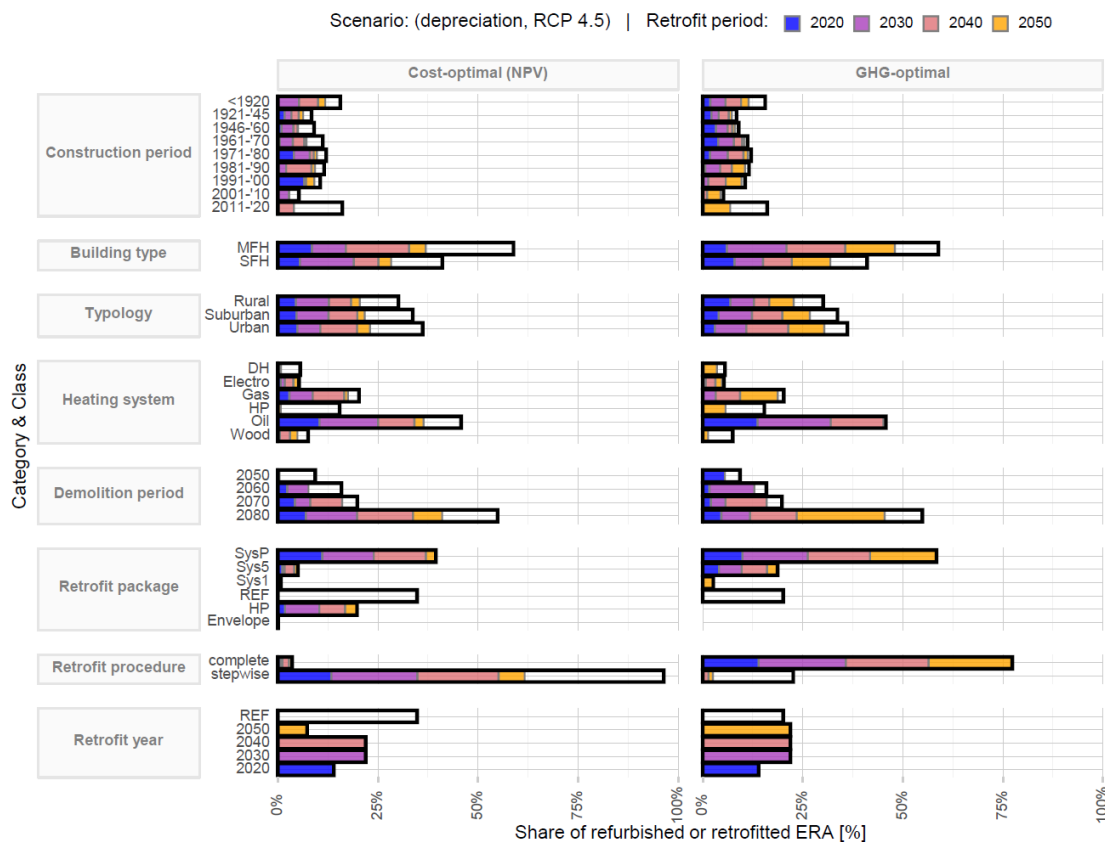 Scenario: (depreciation, RCP 4.5) | Retrofit period: 2020 2030 2040 2050
Cost-optimal (NPV) GHG-optimal
Category & Class
Construction period
<1920
1921-'45
1946-'60
1961-'70
1971-'80
1981-'90
1991-'00
2001-'10
2011-'20
Building type
MFH
SFH
Typology
Rural
Suburban
Urban
Heating system
DH
Electro
Gas
HP
Oil
Wood
Demolition period
2050
2060
2070
2080
Retrofit package
SysP
Sys5
Sys1
REF
HP
Envelope
Retrofit procedure
complete
stepwise
Retrofit year
REF
2050
2040
2030
2020
0% 25% 50% 75% 100% 0% 25% 50% 75% 100%
Share of refurbished or retrofitted ERA [%]